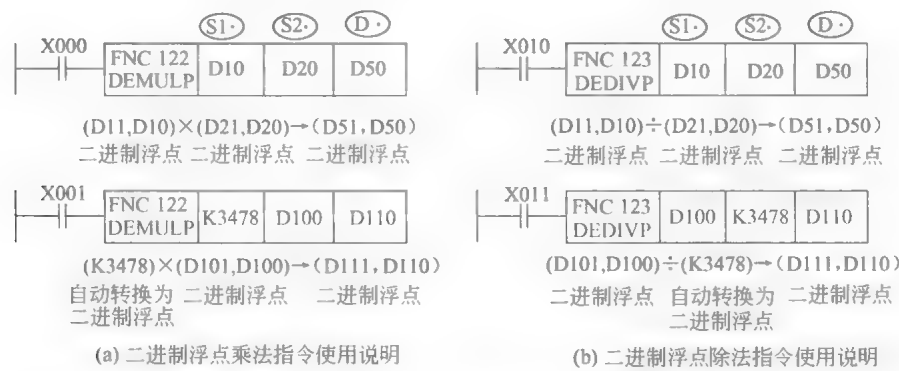 S1· S2· D·
X000
FNC 122 DEMULP D10 D20 D50
(D11,D10)×(D21,D20)→(D51,D50)
二进制浮点 二进制浮点 二进制浮点
X001
FNC 122 DEMULP K3478 D100 D110
(K3478)×(D101,D100)→(D111,D110)
自动转换为 二进制浮点 二进制浮点
二进制浮点
(a) 二进制浮点乘法指令使用说明
S1· S2· D·
X010
FNC 123 DEDIVP D10 D20 D50
(D11,D10)÷(D21,D20)→(D51,D50)
二进制浮点 二进制浮点 二进制浮点
X011
FNC 123 DEDIVP D100 K3478 D110
(D101,D100)÷(K3478)→(D111,D110)
二进制浮点 自动转换为 二进制浮点
二进制浮点
(b) 二进制浮点除法指令使用说明